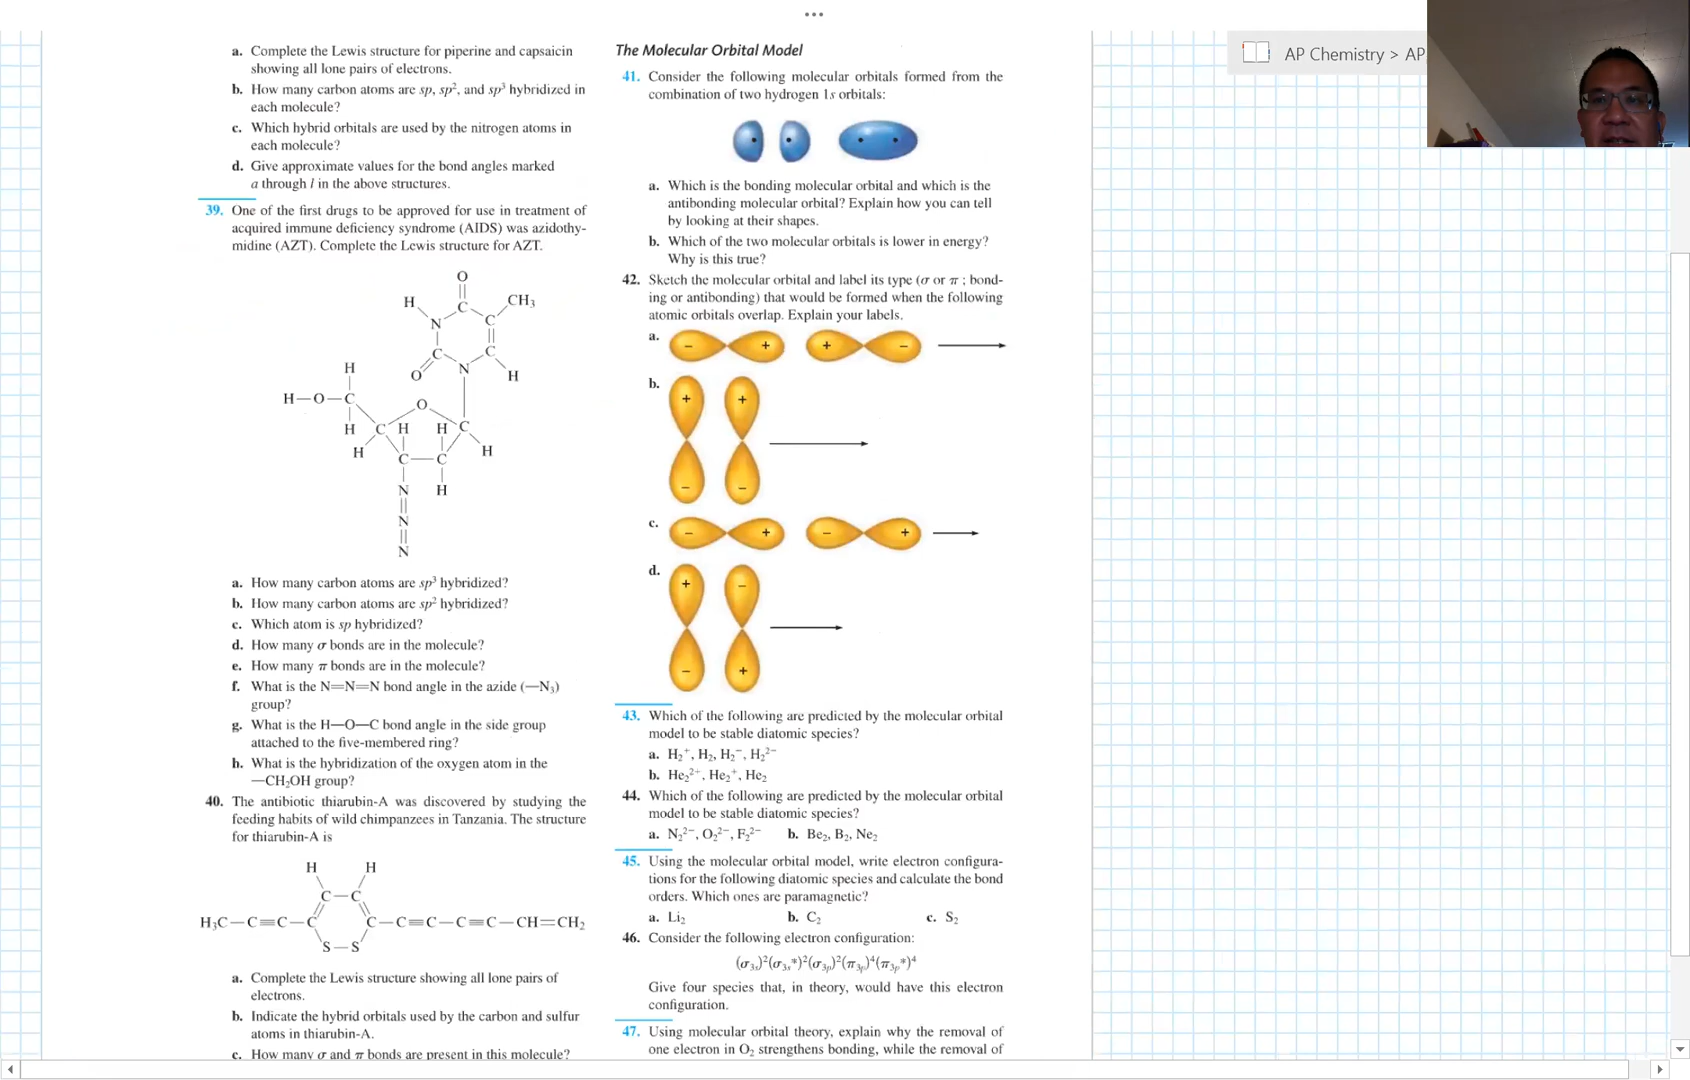 a. Complete the Lewis structure for piperine and capsaicin
showing all lone pairs of electrons.
b. How many carbon atoms are sp, sp², and sp³ hybridized in
each molecule?
c. Which hybrid orbitals are used by the nitrogen atoms in
each molecule?
d. Give approximate values for the bond angles marked
a through l in the above structures.
39. One of the first drugs to be approved for use in treatment of
acquired immune deficiency syndrome (AIDS) was azidothy-
midine (AZT). Complete the Lewis structure for AZT.
O
H C CH₃
N C
C C
O N H
H
H—O—C O
H C H H C
H C—C H
N H
N
N
a. How many carbon atoms are sp³ hybridized?
b. How many carbon atoms are sp² hybridized?
c. Which atom is sp hybridized?
d. How many σ bonds are in the molecule?
e. How many π bonds are in the molecule?
f. What is the N=N=N bond angle in the azide (—N₃)
group?
g. What is the H—O—C bond angle in the side group
attached to the five-membered ring?
h. What is the hybridization of the oxygen atom in the
—CH₂OH group?
40. The antibiotic thiarubin-A was discovered by studying the
feeding habits of wild chimpanzees in Tanzania. The structure
for thiarubin-A is
H H
C—C
H₃C—C≡C—C C—C≡C—C≡C—CH=CH₂
S—S
a. Complete the Lewis structure showing all lone pairs of
electrons.
b. Indicate the hybrid orbitals used by the carbon and sulfur
atoms in thiarubin-A.
c. How many σ and π bonds are present in this molecule?
The Molecular Orbital Model
41. Consider the following molecular orbitals formed from the
combination of two hydrogen 1s orbitals:
a. Which is the bonding molecular orbital and which is the
antibonding molecular orbital? Explain how you can tell
by looking at their shapes.
b. Which of the two molecular orbitals is lower in energy?
Why is this true?
42. Sketch the molecular orbital and label its type (σ or π; bond-
ing or antibonding) that would be formed when the following
atomic orbitals overlap. Explain your labels.
a. − + + −
b. + +
− −
c. − + − +
d. + −
− +
43. Which of the following are predicted by the molecular orbital
model to be stable diatomic species?
a. H₂⁺, H₂, H₂⁻, H₂²⁻
b. He₂²⁺, He₂⁺, He₂
44. Which of the following are predicted by the molecular orbital
model to be stable diatomic species?
a. N₂²⁻, O₂²⁻, F₂²⁻ b. Be₂, B₂, Ne₂
45. Using the molecular orbital model, write electron configura-
tions for the following diatomic species and calculate the bond
orders. Which ones are paramagnetic?
a. Li₂ b. C₂ c. S₂
46. Consider the following electron configuration:
(σ₃ₛ)²(σ₃ₛ*)²(σ₃ₚ)²(π₃ₚ)⁴(π₃ₚ*)⁴
Give four species that, in theory, would have this electron
configuration.
47. Using molecular orbital theory, explain why the removal of
one electron in O₂ strengthens bonding, while the removal of
AP Chemistry > AP